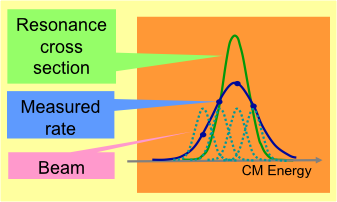 Resonance
cross
section
Measured
rate
Beam
CM Energy